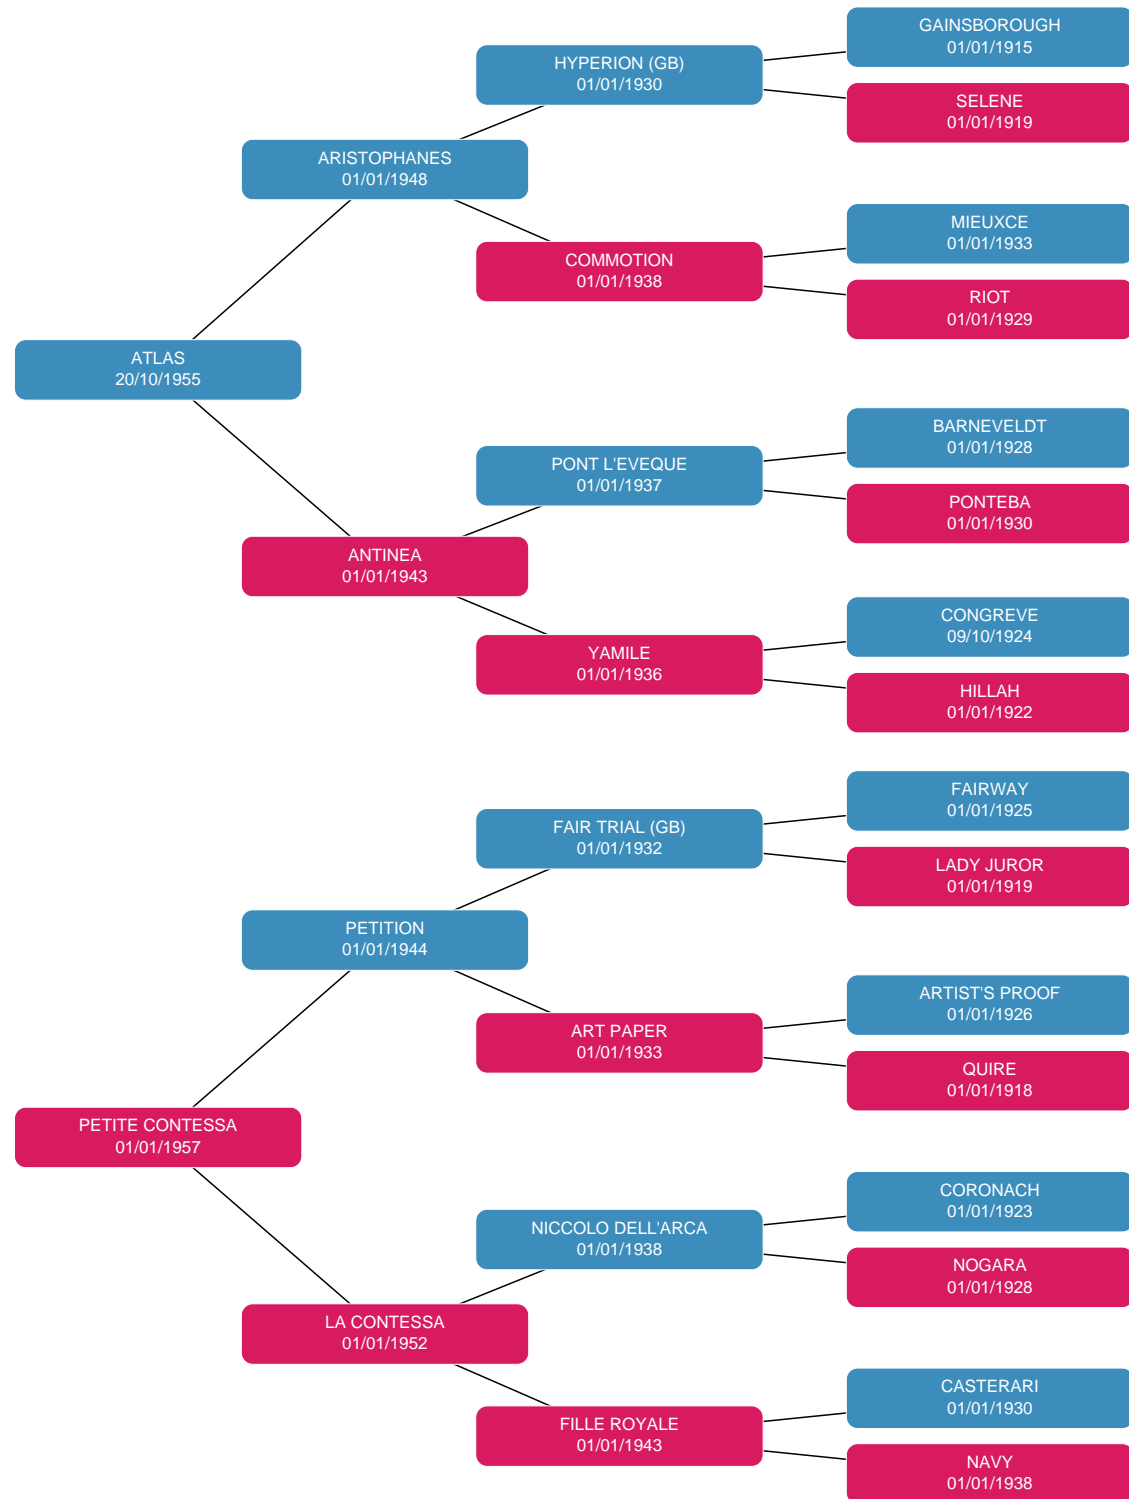 GAINSBOROUGH
01/01/1915
HYPERION (GB)
01/01/1930
SELENE
01/01/1919
ARISTOPHANES
01/01/1948
MIEUXCE
01/01/1933
COMMOTION
01/01/1938
RIOT
01/01/1929
ATLAS
20/10/1955
BARNEVELDT
01/01/1928
PONT L'EVEQUE
01/01/1937
PONTEBA
01/01/1930
ANTINEA
01/01/1943
CONGREVE
09/10/1924
YAMILE
01/01/1936
HILLAH
01/01/1922
FAIRWAY
01/01/1925
FAIR TRIAL (GB)
01/01/1932
LADY JUROR
01/01/1919
PETITION
01/01/1944
ARTIST'S PROOF
01/01/1926
ART PAPER
01/01/1933
QUIRE
01/01/1918
PETITE CONTESSA
01/01/1957
CORONACH
01/01/1923
NICCOLO DELL'ARCA
01/01/1938
NOGARA
01/01/1928
LA CONTESSA
01/01/1952
CASTERARI
01/01/1930
FILLE ROYALE
01/01/1943
NAVY
01/01/1938